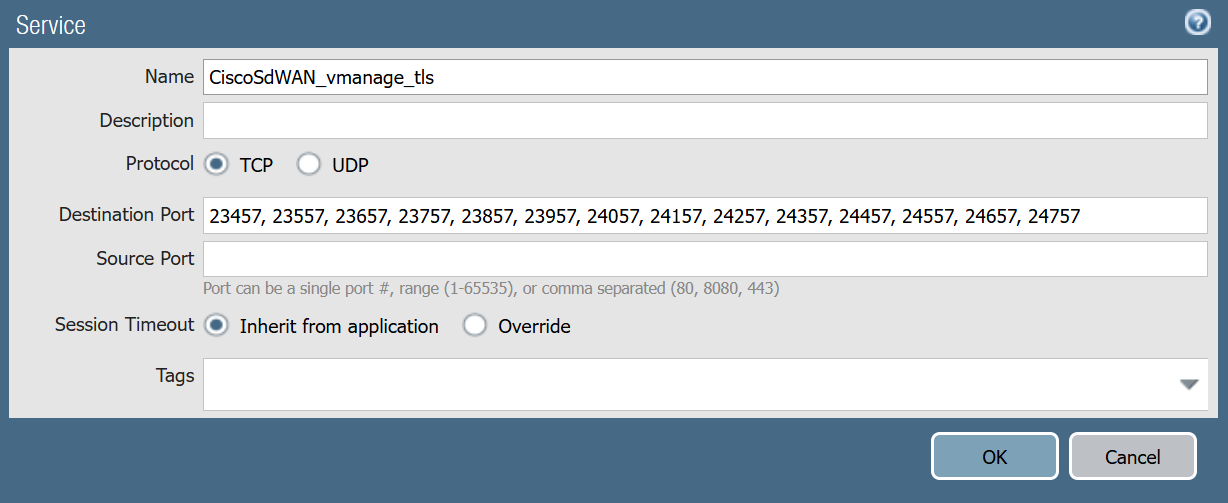 Service
Name CiscoSdWAN_vmanage_tls
Description
Protocol TCP UDP
Destination Port 23457, 23557, 23657, 23757, 23857, 23957, 24057, 24157, 24257, 24357, 24457, 24557, 24657, 24757
Source Port
Port can be a single port #, range (1-65535), or comma separated (80, 8080, 443)
Session Timeout Inherit from application Override
Tags
OK Cancel